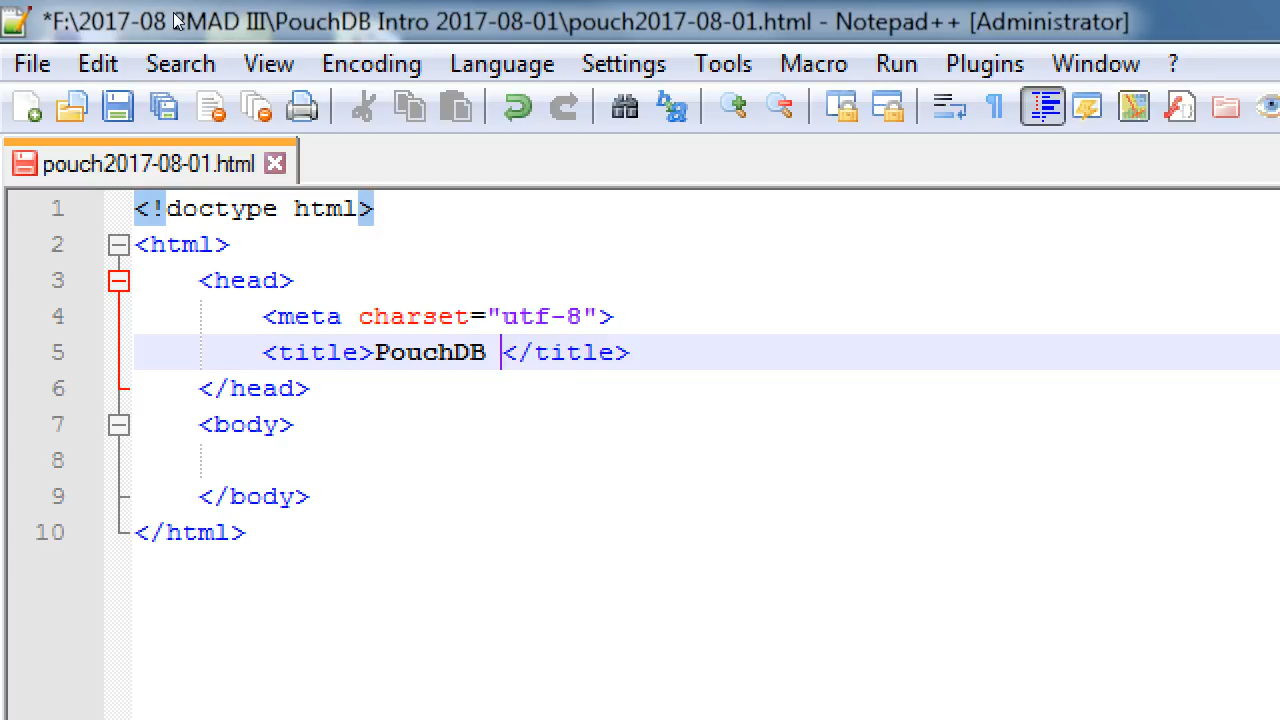 *F:\2017-08 RMAD III\PouchDB Intro 2017-08-01\pouch2017-08-01.html - Notepad++ [Administrator]
File Edit Search View Encoding Language Settings Tools Macro Run Plugins Window ?
pouch2017-08-01.html
1 <!doctype html>
2 <html>
3 <head>
4 <meta charset="utf-8">
5 <title>PouchDB </title>
6 </head>
7 <body>
8
9 </body>
10 </html>